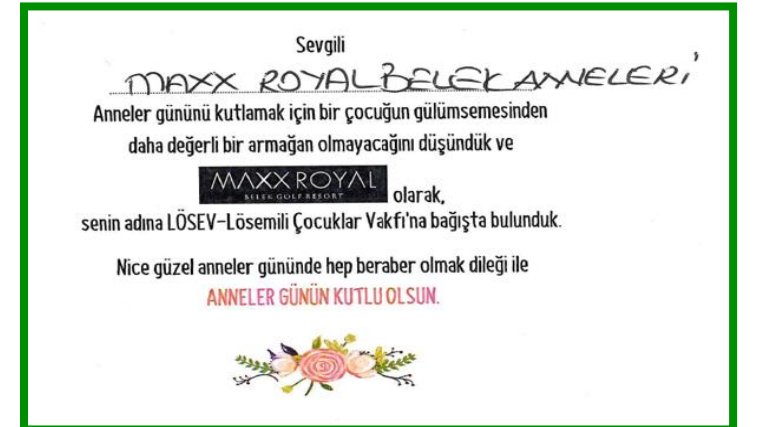 Sevgili
MAXX ROYAL BELEK ANNELERİ
Anneler gününü kutlamak için bir çocuğun gülümsemesinden
daha değerli bir armağan olmayacağını düşündük ve
MAXX ROYAL
BELEK GOLF RESORT
olarak,
senin adına LÖSEV-Lösemili Çocuklar Vakfı'na bağışta bulunduk.
Nice güzel anneler gününde hep beraber olmak dileği ile
ANNELER GÜNÜN KUTLU OLSUN.